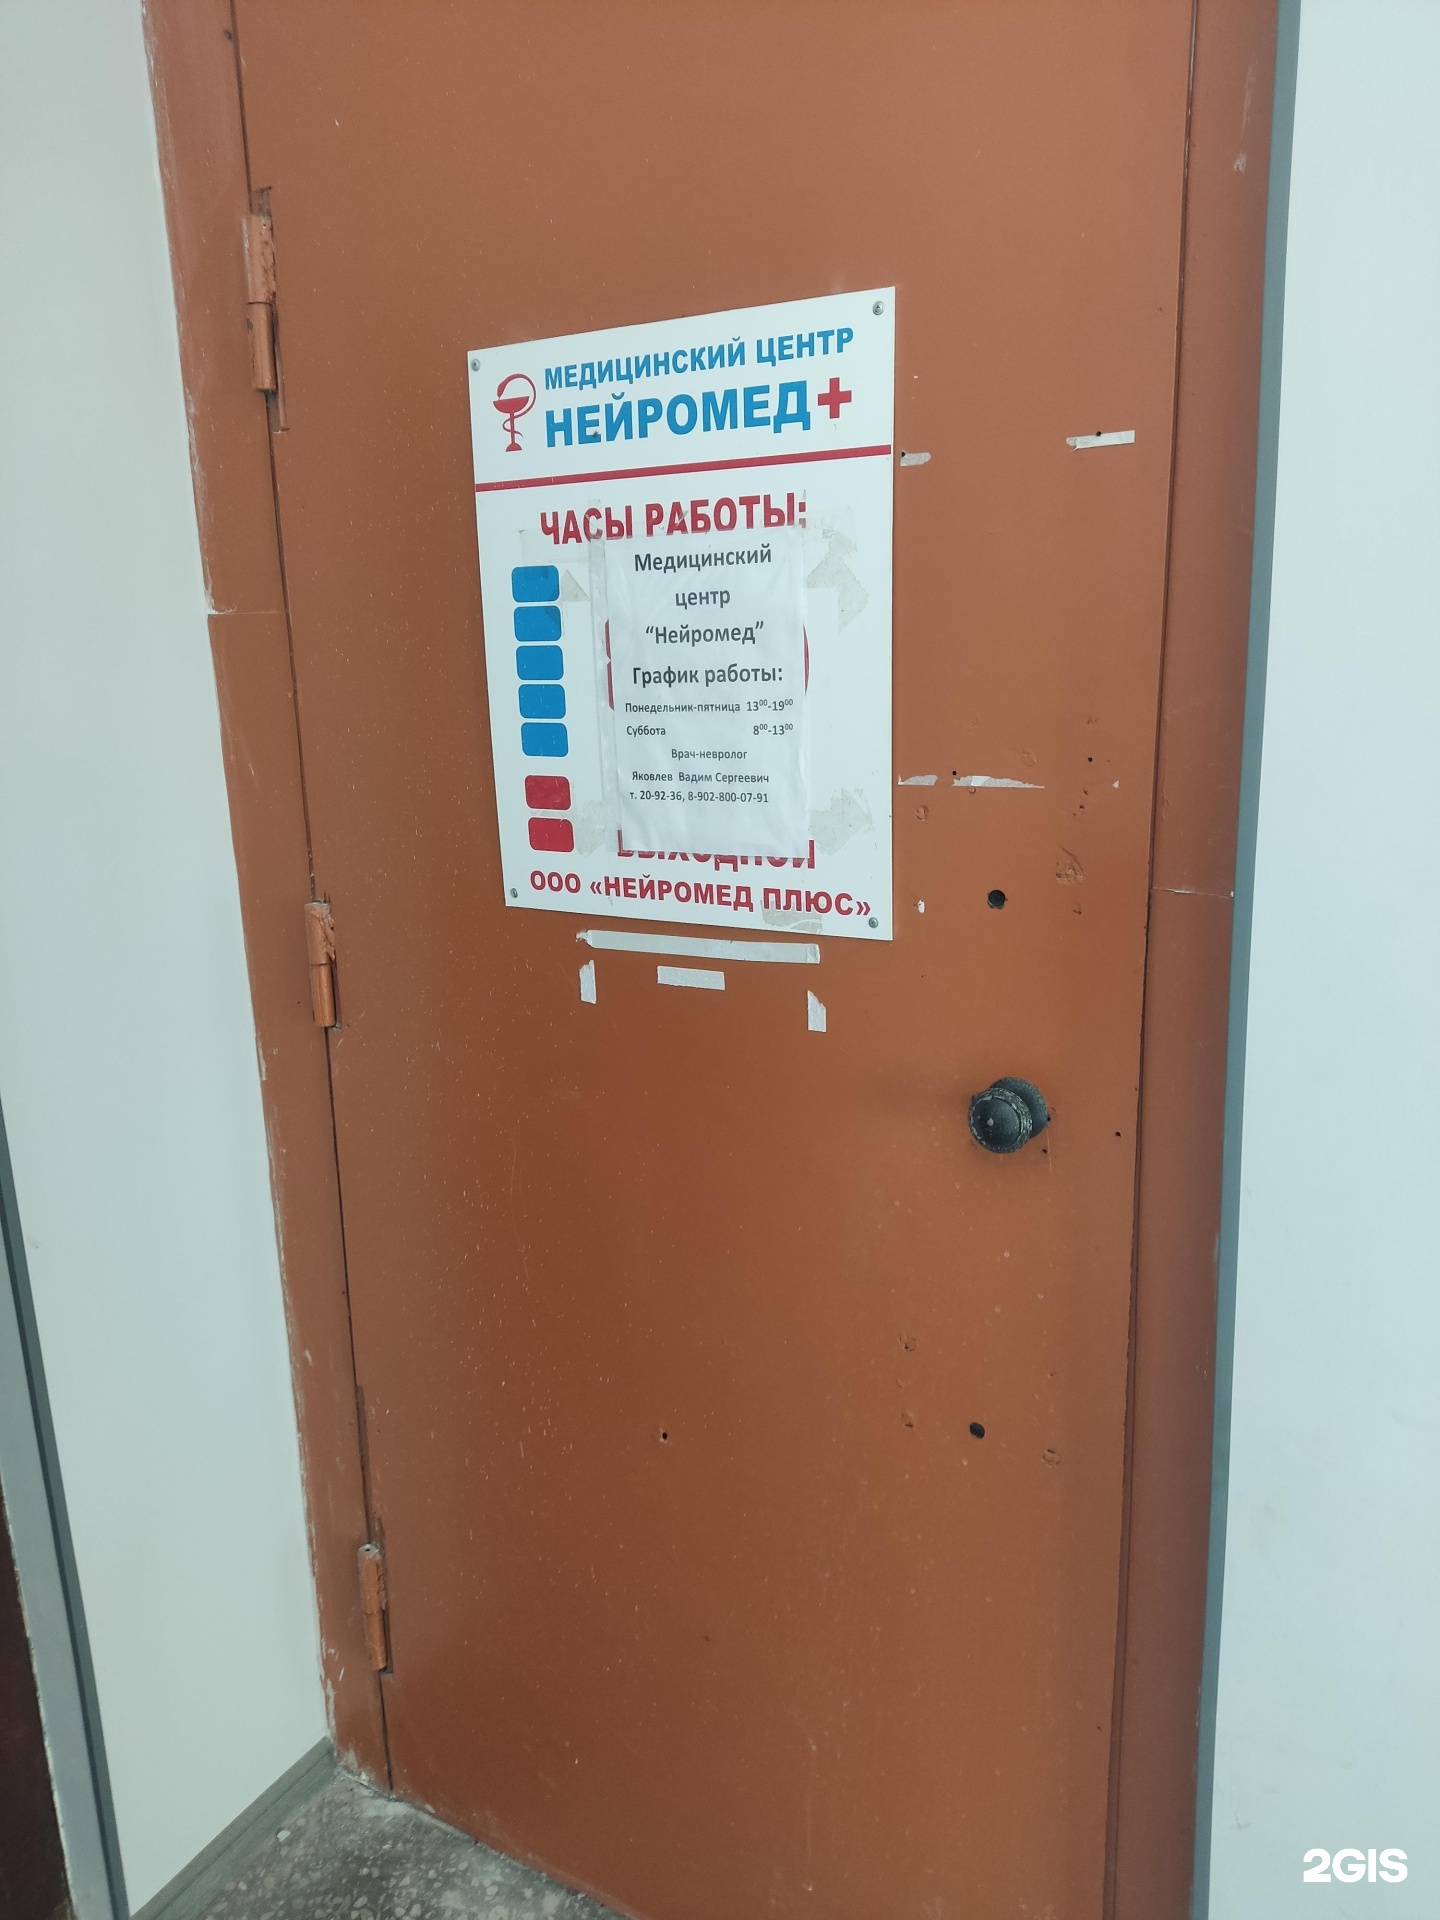 МЕДИЦИНСКИЙ ЦЕНТР
НЕЙРОМЕД+
ЧАСЫ РАБОТЫ:
Медицинский
центр
“Нейромед”
График работы:
Понедельник-пятница 13⁰⁰-19⁰⁰
Суббота 8⁰⁰-13⁰⁰
Врач-невролог
Яковлев Вадим Сергеевич
т. 20-92-36, 8-902-800-07-91
ВЫХОДНОЙ
ООО «НЕЙРОМЕД ПЛЮС»
2GIS